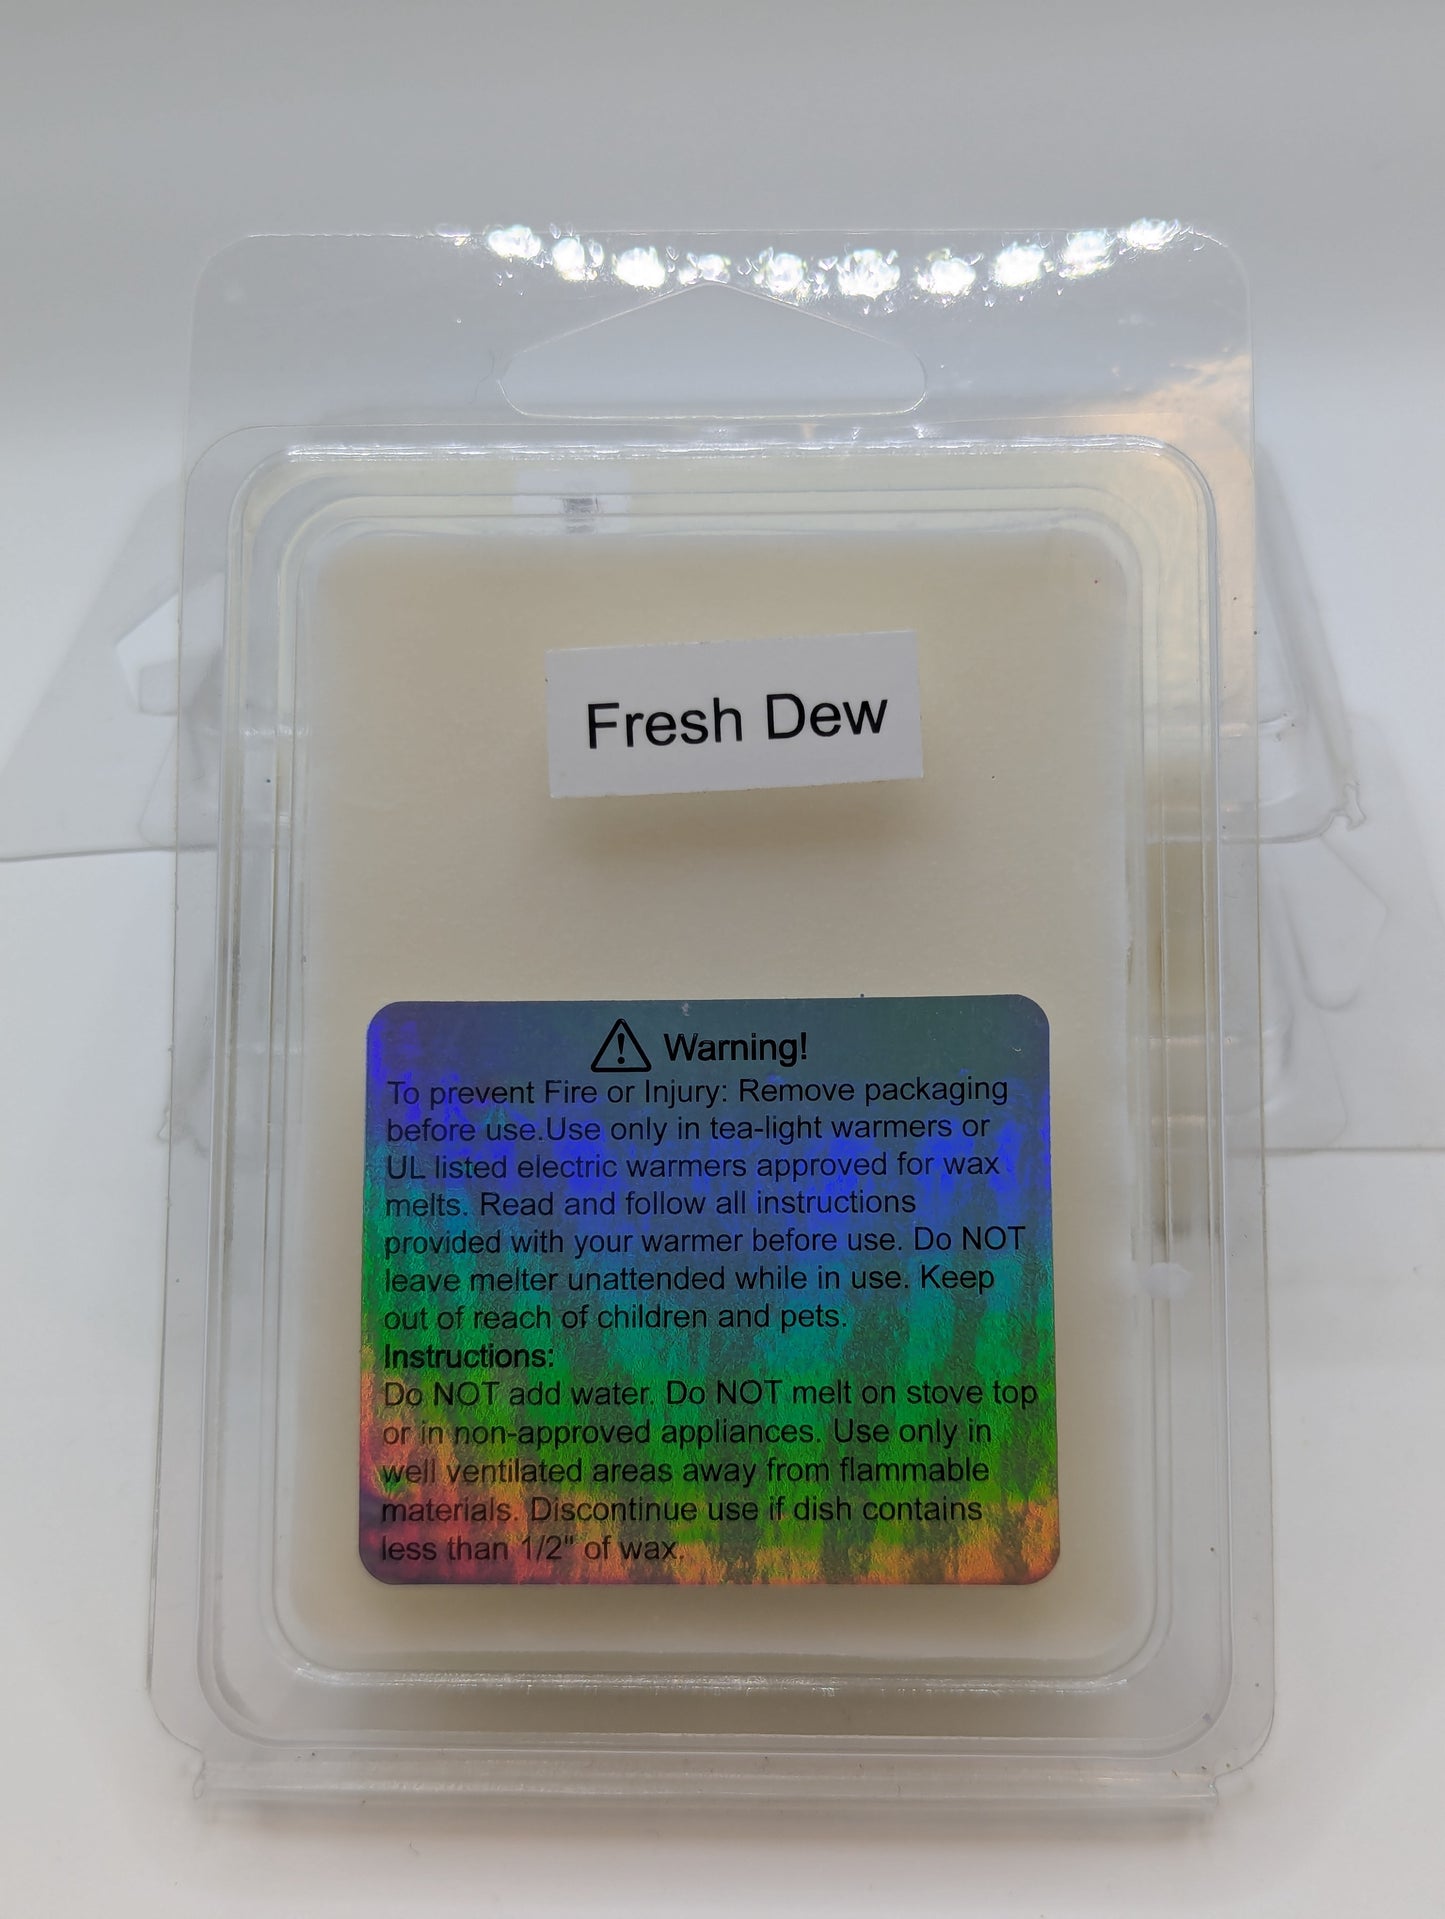 Fresh Dew
Warning!
To prevent Fire or Injury: Remove packaging
before use.Use only in tea-light warmers or
UL listed electric warmers approved for wax
melts. Read and follow all instructions
provided with your warmer before use. Do NOT
leave melter unattended while in use. Keep
out of reach of children and pets.
Instructions:
Do NOT add water. Do NOT melt on stove top
or in non-approved appliances. Use only in
well ventilated areas away from flammable
materials. Discontinue use if dish contains
less than 1/2" of wax.